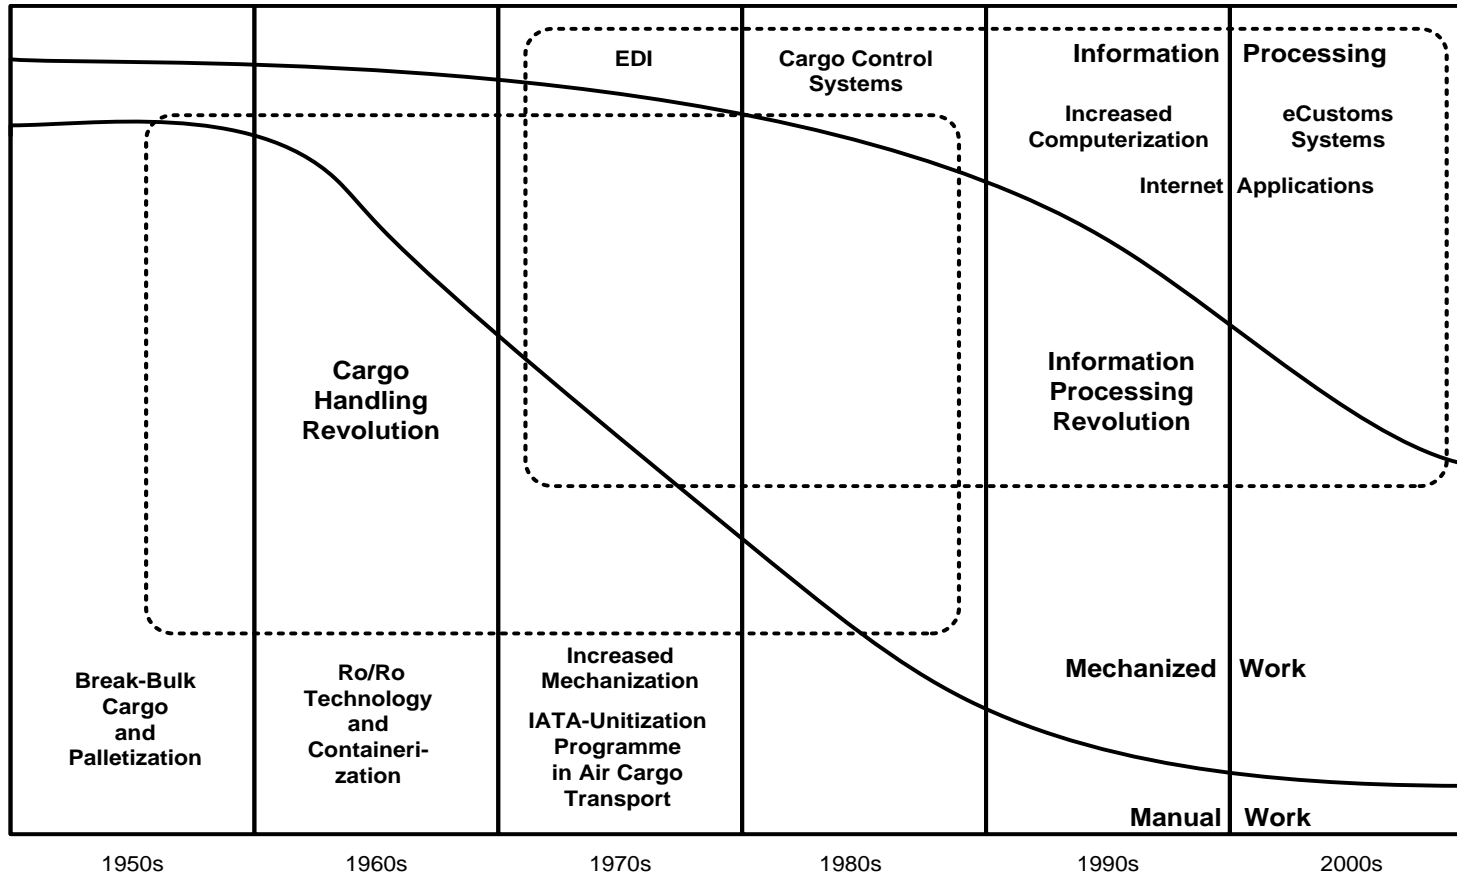 EDI
Cargo Control
Systems
Information Processing
Increased
Computerization
eCustoms
Systems
Internet Applications
Cargo
Handling
Revolution
Information
Processing
Revolution
Break-Bulk
Cargo
and
Palletization
Ro/Ro
Technology
and
Containeri-
zation
Increased
Mechanization
IATA-Unitization
Programme
in Air Cargo
Transport
Mechanized Work
Manual Work
1950s 1960s 1970s 1980s 1990s 2000s